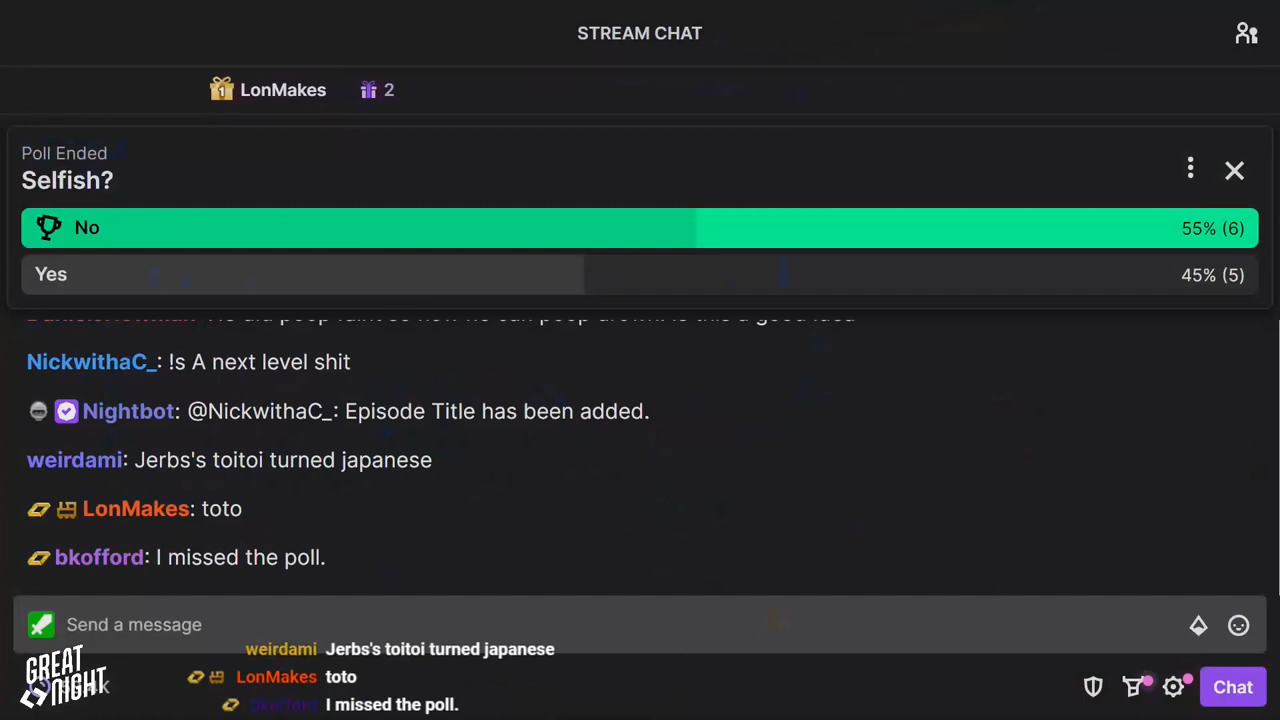 STREAM CHAT
LonMakes 2
Poll Ended
Selfish?
No 55% (6)
Yes 45% (5)
NickwithaC_: !s A next level shit
Nightbot: @NickwithaC_: Episode Title has been added.
weirdami: Jerbs's toitoi turned japanese
LonMakes: toto
bkofford: I missed the poll.
Send a message
weirdami Jerbs's toitoi turned japanese
LonMakes toto
bkofford I missed the poll.
GREAT
NIGHT
Chat